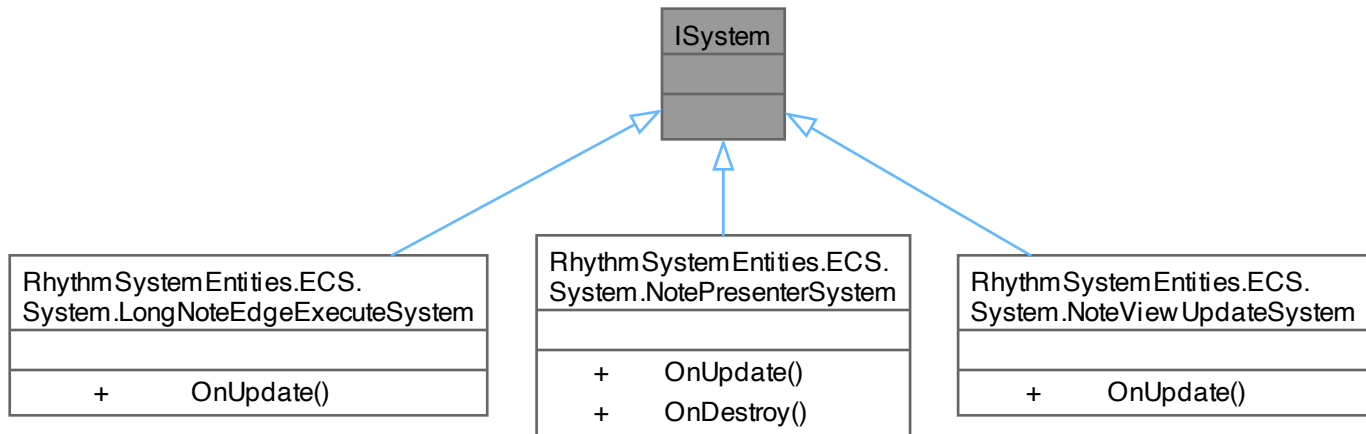 ISystem
RhythmSystemEntities.ECS.
System.LongNoteEdgeExecuteSystem
+ OnUpdate()
RhythmSystemEntities.ECS.
System.NotePresenterSystem
+ OnUpdate()
+ OnDestroy()
RhythmSystemEntities.ECS.
System.NoteViewUpdateSystem
+ OnUpdate()